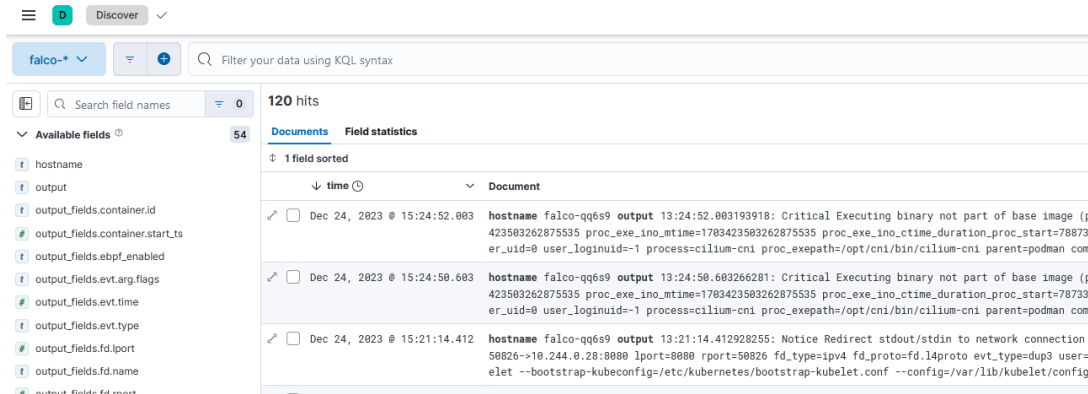 D Discover
falco-* Filter your data using KQL syntax
Search field names 0
120 hits
Available fields 54
Documents Field statistics
1 field sorted
t hostname
t output
t output_fields.container.id
# output_fields.container.start_ts
t output_fields.ebpf_enabled
t output_fields.evt.arg.flags
# output_fields.evt.time
t output_fields.evt.type
# output_fields.fd.lport
t output_fields.fd.name
# output_fields.fd.rport
time Document
Dec 24, 2023 @ 15:24:52.003 hostname falco-qq6s9 output 13:24:52.003193918: Critical Executing binary not part of base image (p
423503262875535 proc_exe_ino_mtime=1703423503262875535 proc_exe_ino_ctime_duration_proc_start=78873
er_uid=0 user_loginuid=-1 process=cilium-cni proc_exepath=/opt/cni/bin/cilium-cni parent=podman com
Dec 24, 2023 @ 15:24:50.603 hostname falco-qq6s9 output 13:24:50.603266281: Critical Executing binary not part of base image (p
423503262875535 proc_exe_ino_mtime=1703423503262875535 proc_exe_ino_ctime_duration_proc_start=78733
er_uid=0 user_loginuid=-1 process=cilium-cni proc_exepath=/opt/cni/bin/cilium-cni parent=podman com
Dec 24, 2023 @ 15:21:14.412 hostname falco-qq6s9 output 13:21:14.412928255: Notice Redirect stdout/stdin to network connection
50826->10.244.0.28:8080 lport=8080 rport=50826 fd_type=ipv4 fd_proto=fd.l4proto evt_type=dup3 user=
elet --bootstrap-kubeconfig=/etc/kubernetes/bootstrap-kubelet.conf --config=/var/lib/kubelet/config